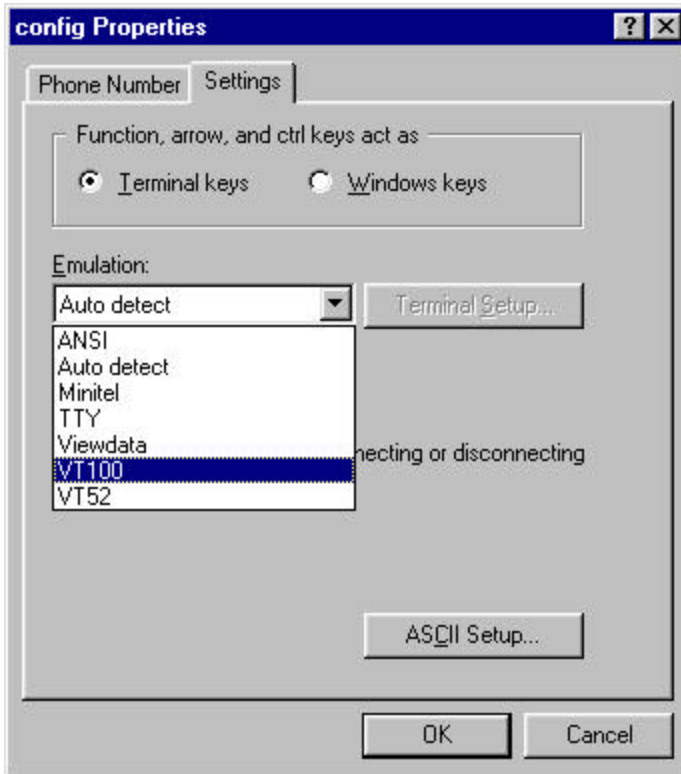 config Properties
Phone Number Settings
Function, arrow, and ctrl keys act as
Terminal keys Windows keys
Emulation:
Auto detect Terminal Setup...
ANSI
Auto detect
Minitel
TTY
Viewdata
necting or disconnecting
VT100
VT52
ASCII Setup...
OK Cancel